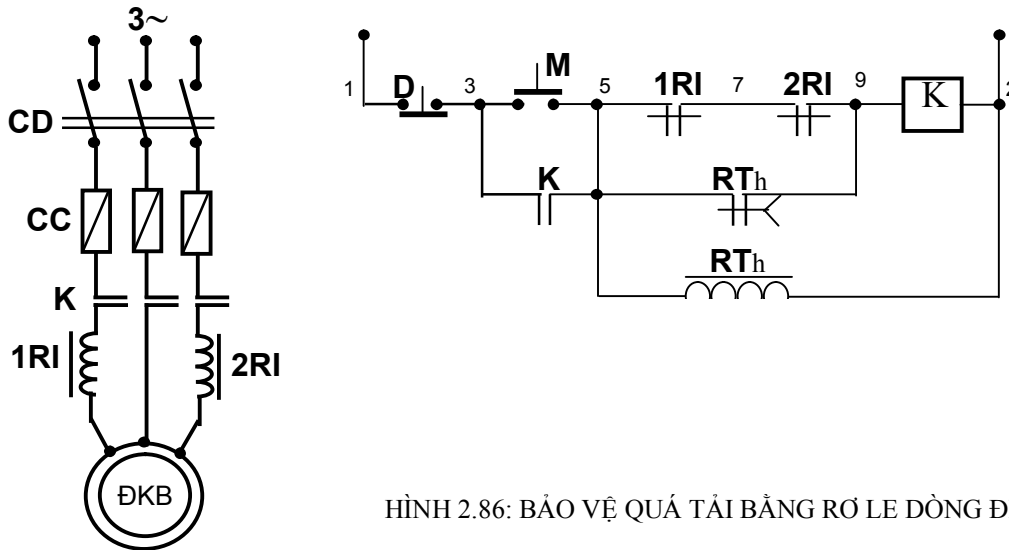 3~
CD
CC
K
1RI
2RI
ĐKB
1
D
3
M
5
1RI
7
2RI
9
K
2
K
RTh
RTh
HÌNH 2.86: BẢO VỆ QUÁ TẢI BẰNG RƠ LE DÒNG Đ